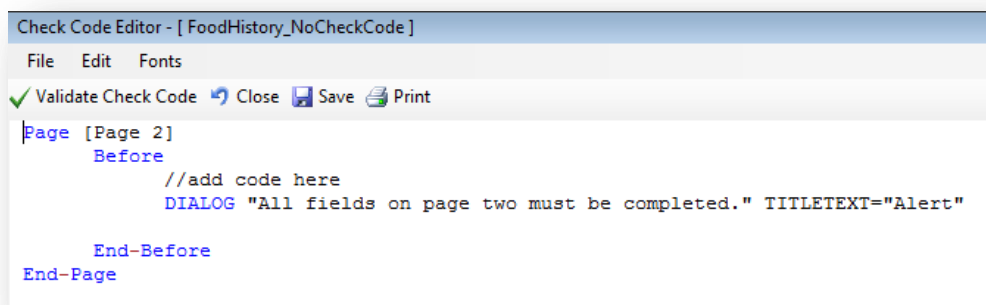 Check Code Editor - [ FoodHistory_NoCheckCode ]
File Edit Fonts
Validate Check Code Close Save Print
Page [Page 2]
Before
//add code here
DIALOG "All fields on page two must be completed." TITLETEXT="Alert"
End-Before
End-Page